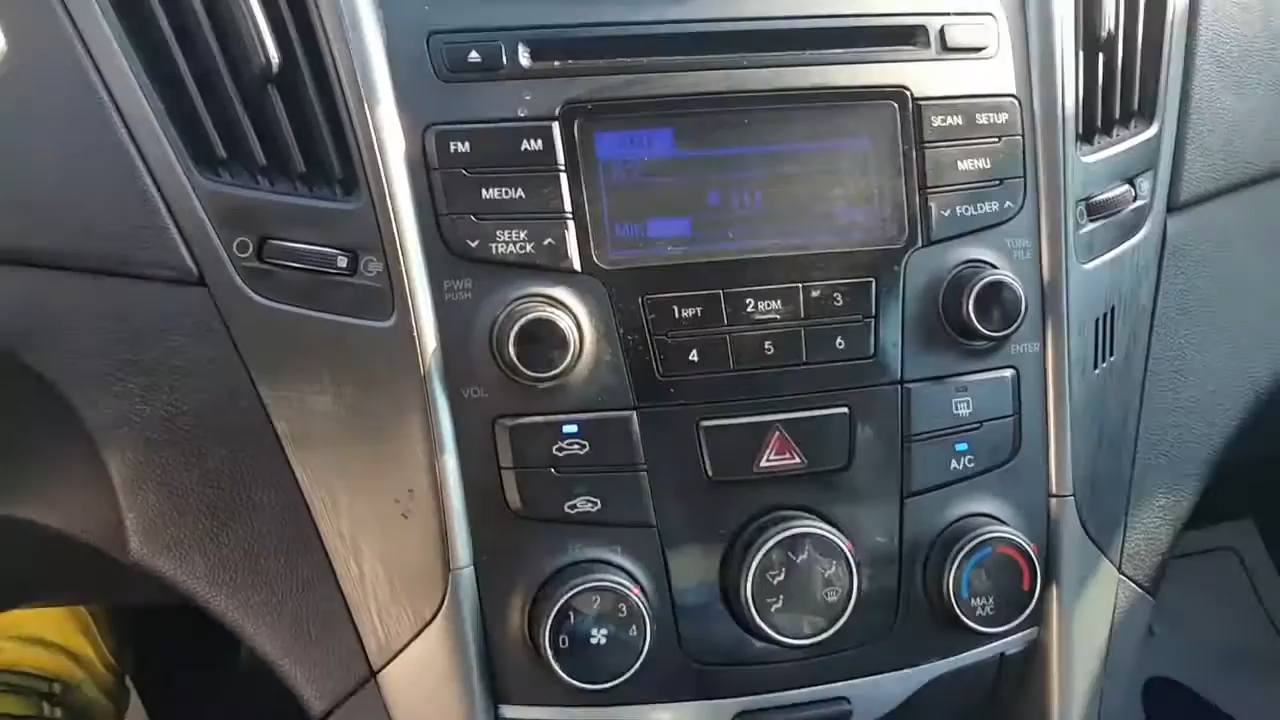 FM AM
MEDIA
SEEK
TRACK
SCAN SETUP
MENU
FOLDER
TUNE
FILE
ENTER
PWR
PUSH
VOL
1 RPT 2 RDM 3
4 5 6
A/C
0 1 2 3 4
MAX
A/C